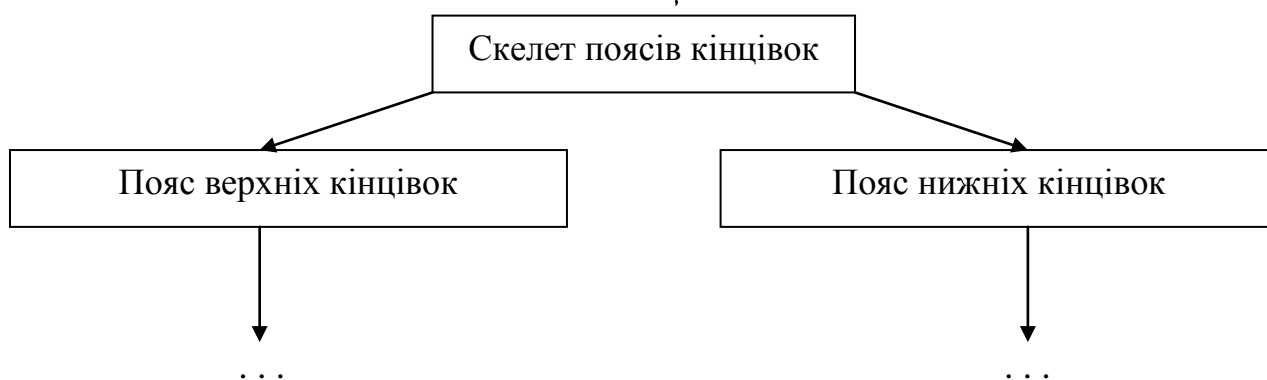 Скелет поясів кінцівок
Пояс верхніх кінцівок
Пояс нижніх кінцівок
. . .
. . .